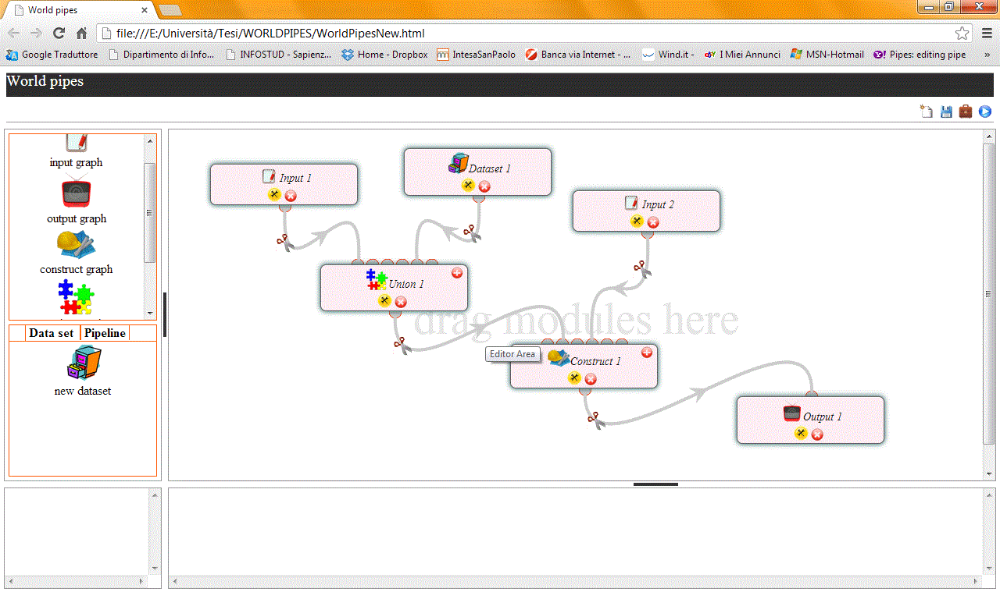 World pipes
file:///E:/Università/Tesi/WORLDPIPES/WorldPipesNew.html
Google Traduttore Dipartimento di Info... INFOSTUD - Sapienz... Home - Dropbox IntesaSanPaolo Banca via Internet - ... Wind.it - I Miei Annunci MSN-Hotmail Pipes: editing pipe
World pipes
input graph
output graph
construct graph
Data set Pipeline
new dataset
Input 1
Dataset 1
Input 2
Union 1
drag modules here
Editor Area
Construct 1
Output 1